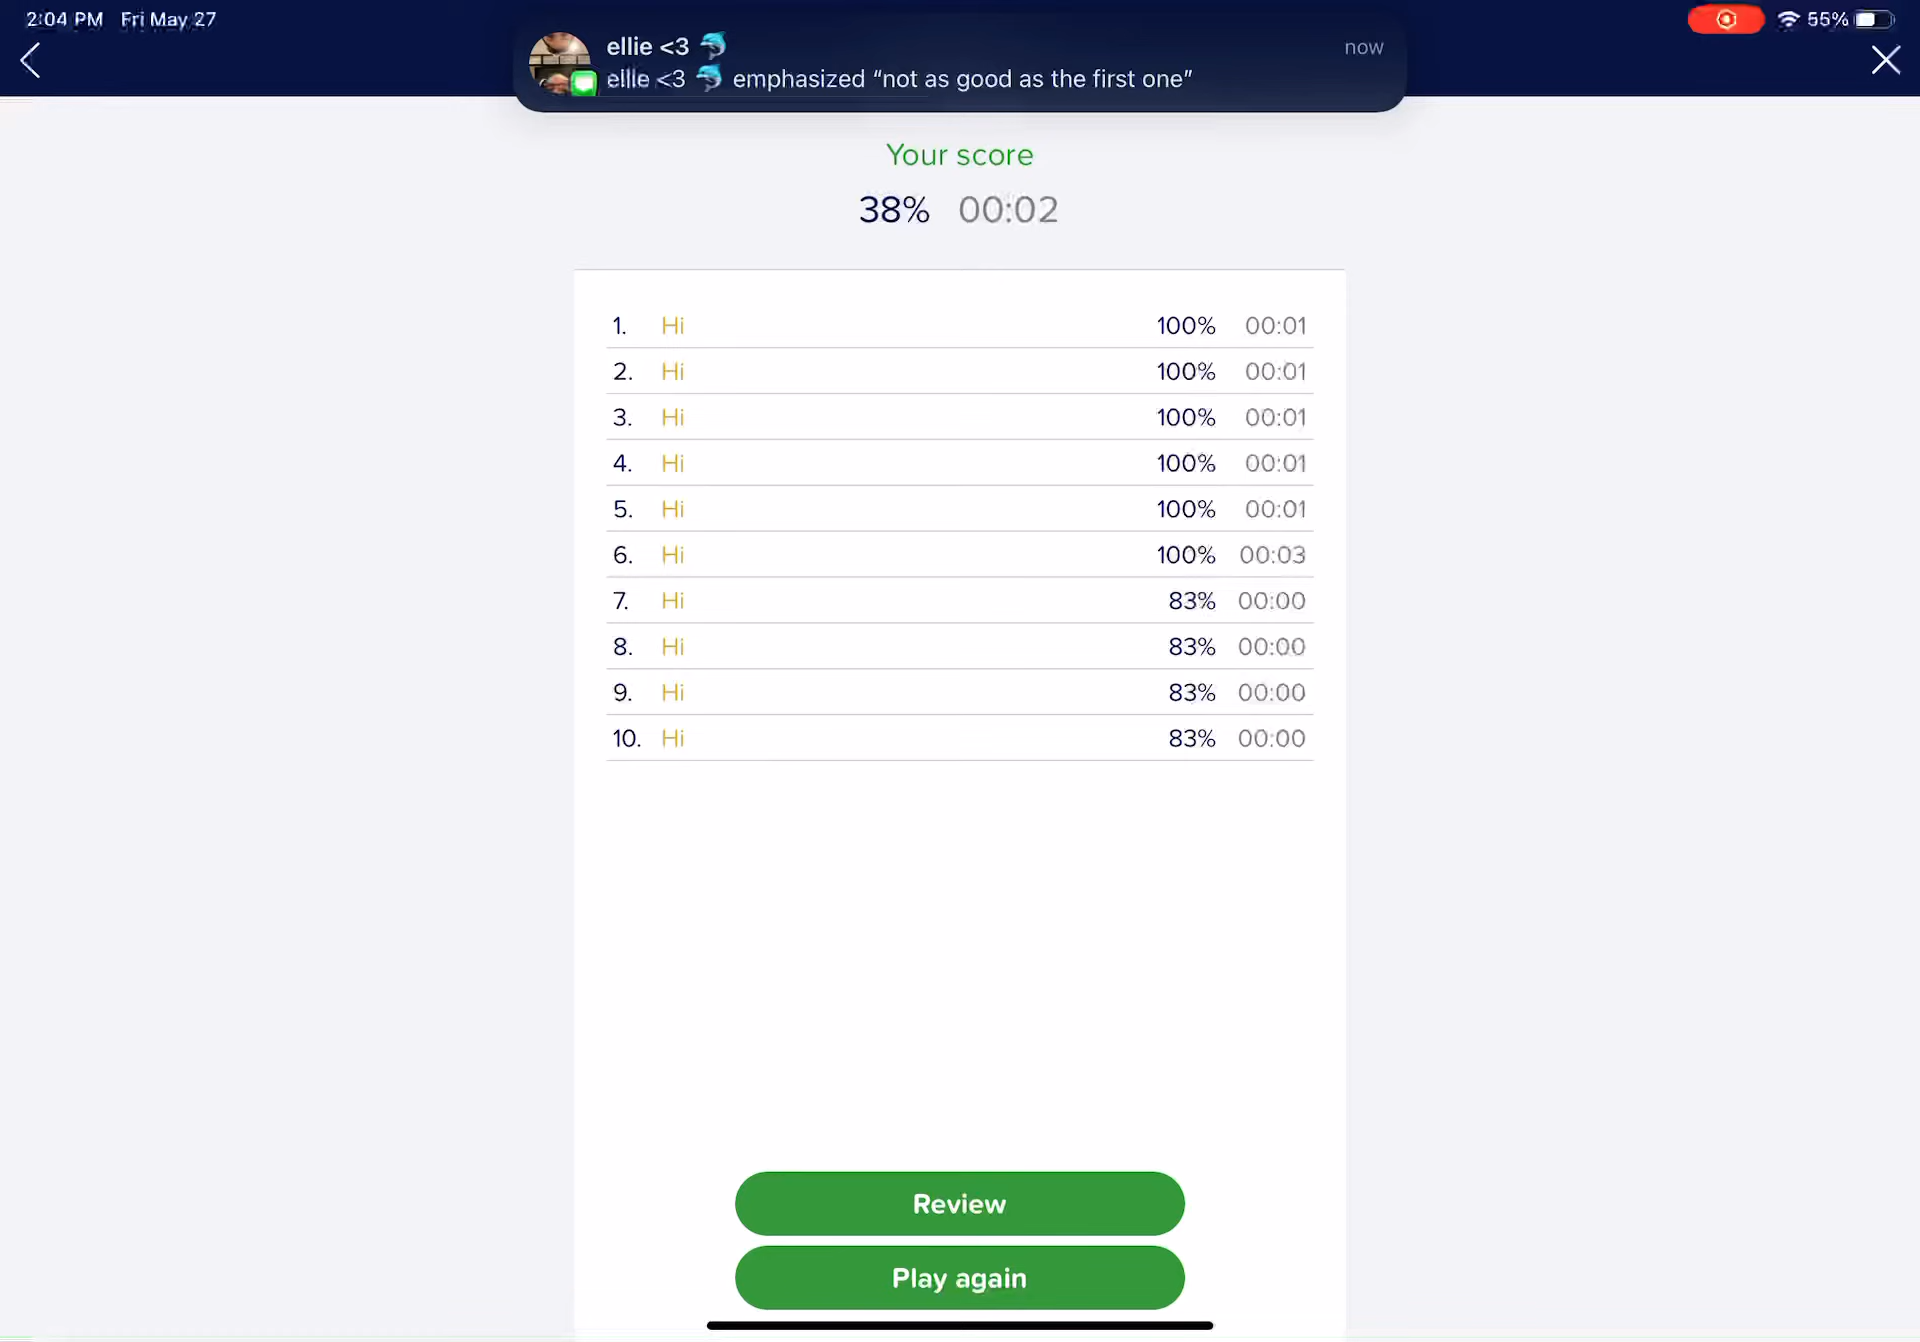 2:04 PM Fri May 27
55%
ellie <3 🐬 now
ellie <3 🐬 emphasized “not as good as the first one”
Your score
38% 00:02
1. Hi 100% 00:01
2. Hi 100% 00:01
3. Hi 100% 00:01
4. Hi 100% 00:01
5. Hi 100% 00:01
6. Hi 100% 00:03
7. Hi 83% 00:00
8. Hi 83% 00:00
9. Hi 83% 00:00
10. Hi 83% 00:00
Review
Play again